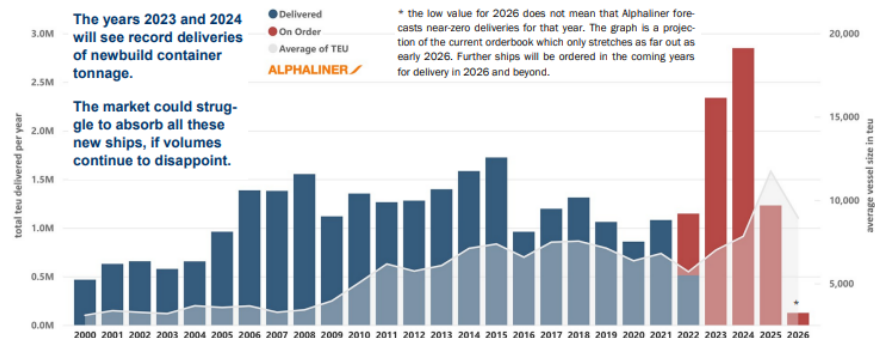 The years 2023 and 2024
will see record deliveries
of newbuild container
tonnage.
The market could strug-
gle to absorb all these
new ships, if volumes
continue to disappoint.
Delivered
On Order
Average of TEU
ALPHALINER
* the low value for 2026 does not mean that Alphaliner fore-
casts near-zero deliveries for that year. The graph is a projec-
tion of the current orderbook which only stretches as far out as
early 2026. Further ships will be ordered in the coming years
for delivery in 2026 and beyond.
total teu delivered per year
3.0M
2.5M
2.0M
1.5M
1.0M
0.5M
0.0M
20,000
15,000
10,000
5,000
average vessel size in teu
*
2000 2001 2002 2003 2004 2005 2006 2007 2008 2009 2010 2011 2012 2013 2014 2015 2016 2017 2018 2019 2020 2021 2022 2023 2024 2025 2026